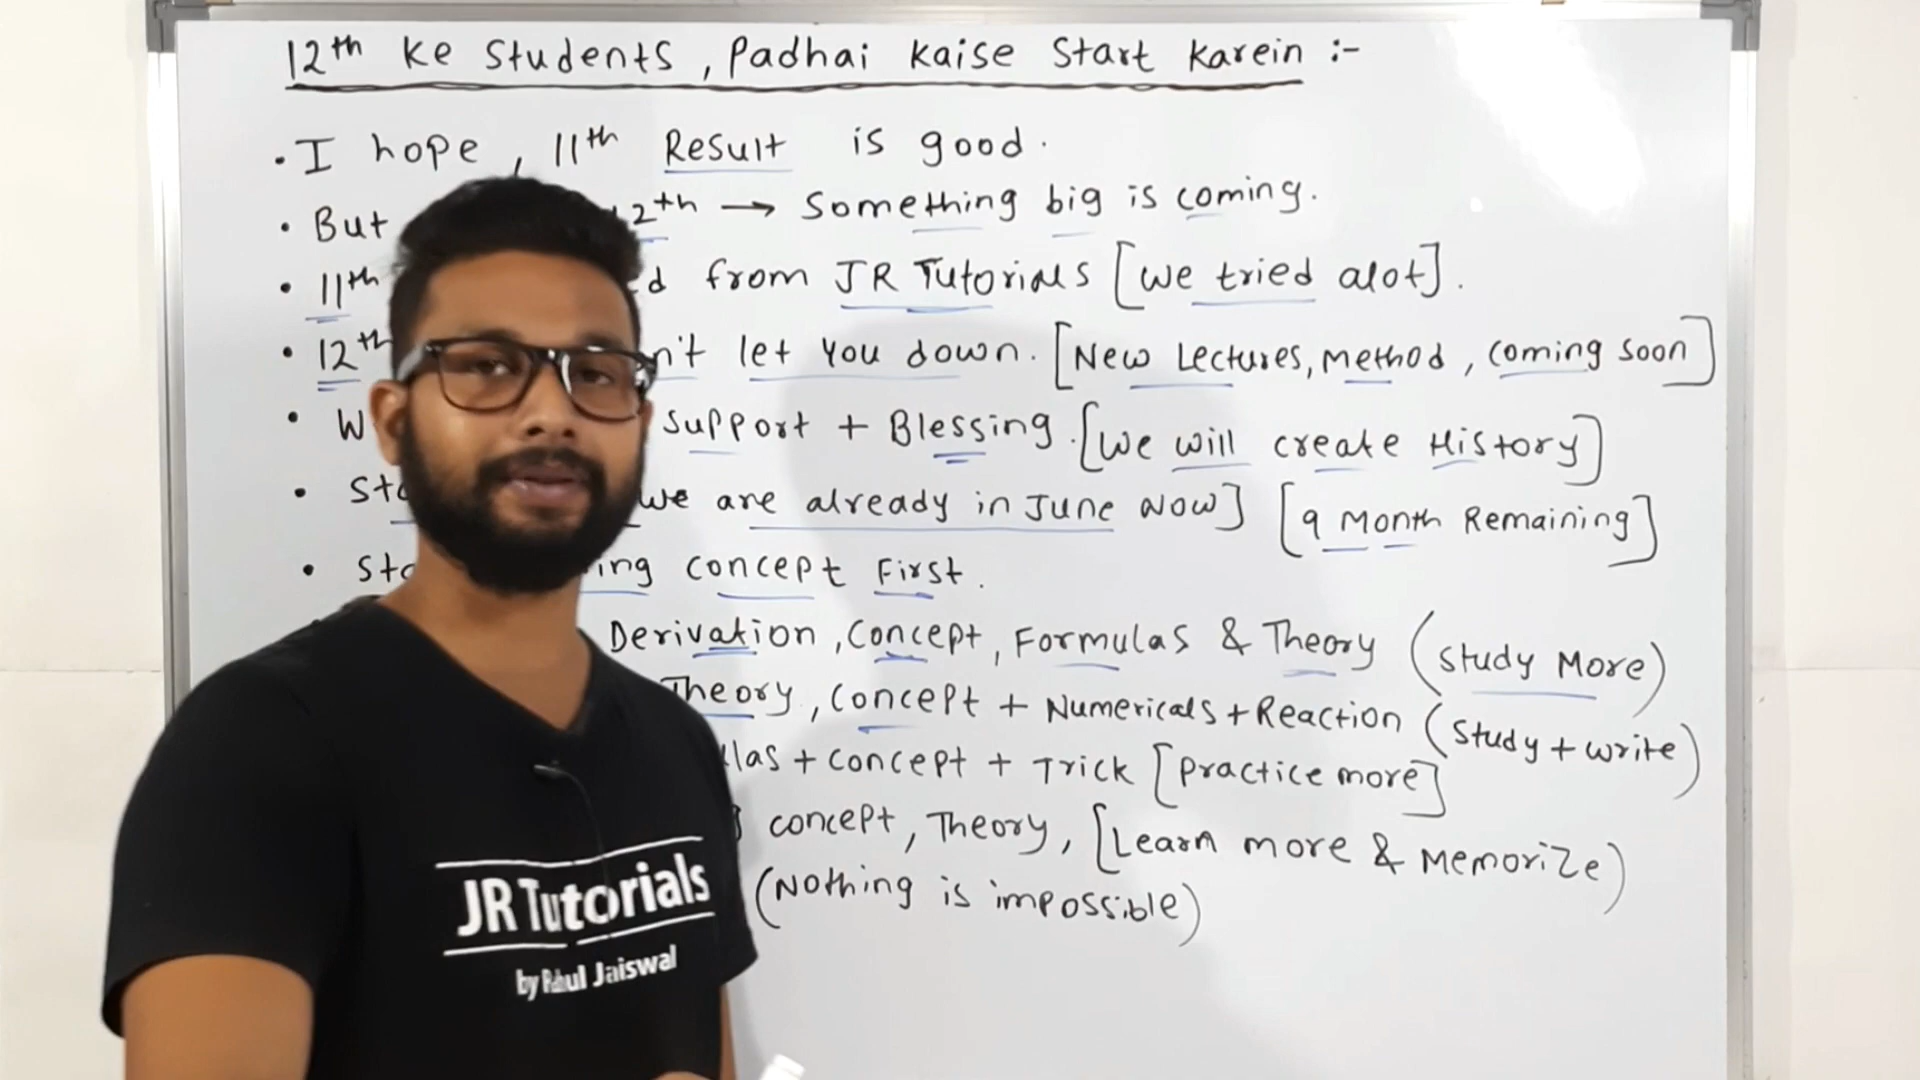 12th Ke Students, Padhai Kaise Start Karein :-
• I hope, 11th Result is good.
• But 2th → Something big is coming.
• 11th d from JR Tutorials [We tried alot].
• 12th n't let You down. [New Lectures, Method, Coming Soon]
• W Support + Blessing. [We will create History]
• we are already in June Now] [9 Month Remaining]
• ing Concept First.
Derivation, Concept, Formulas & Theory (Study More)
Theory, Concept + Numericals + Reaction (Study + write)
las + Concept + Trick [Practice more]
concept, Theory, [Learn more & Memorize)
(Nothing is impossible)
JR Tutorials
by Rahul Jaiswal